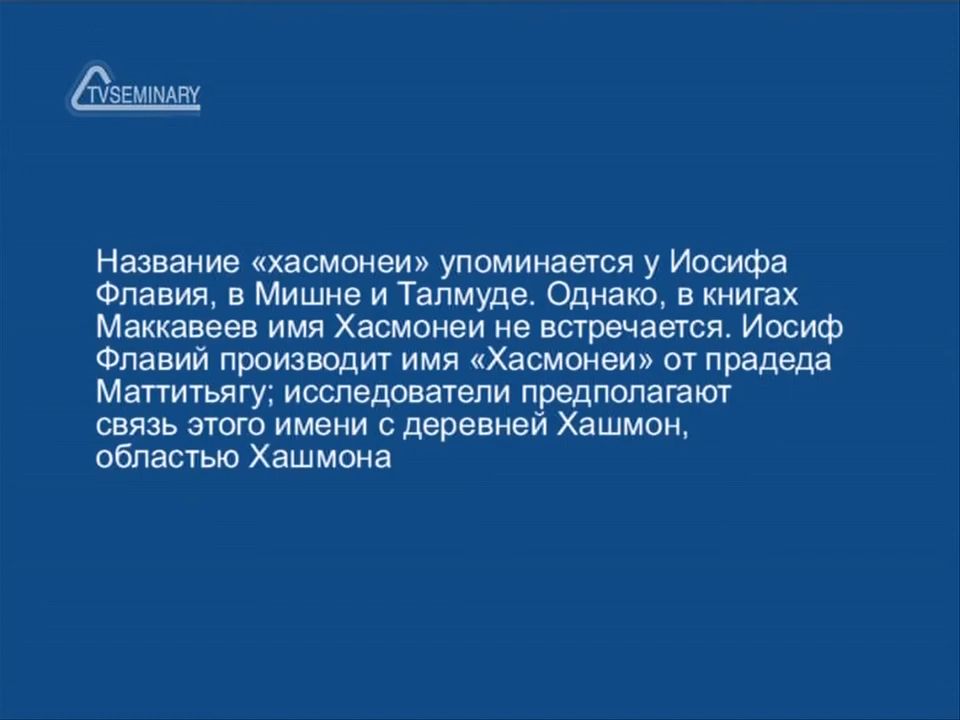 TVSEMINARY
Название «хасмонеи» упоминается у Иосифа
Флавия, в Мишне и Талмуде. Однако, в книгах
Маккавеев имя Хасмонеи не встречается. Иосиф
Флавий производит имя «Хасмонеи» от прадеда
Маттитьягу; исследователи предполагают
связь этого имени с деревней Хашмон,
областью Хашмона